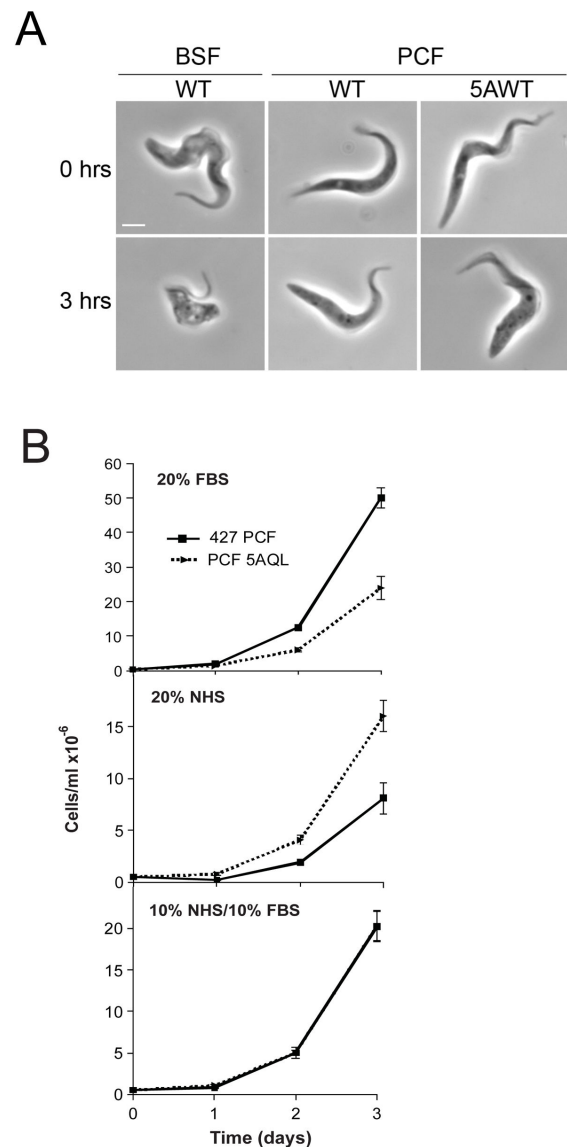 A
BSF PCF
WT WT 5AWT
0 hrs
3 hrs
B
60
20% FBS
50
427 PCF
40
PCF 5AQL
30
20
10
0
20% NHS
15
10
5
0
Cells/ml x10⁻⁶
10% NHS/10% FBS
20
15
10
5
0
0 1 2 3
Time (days)